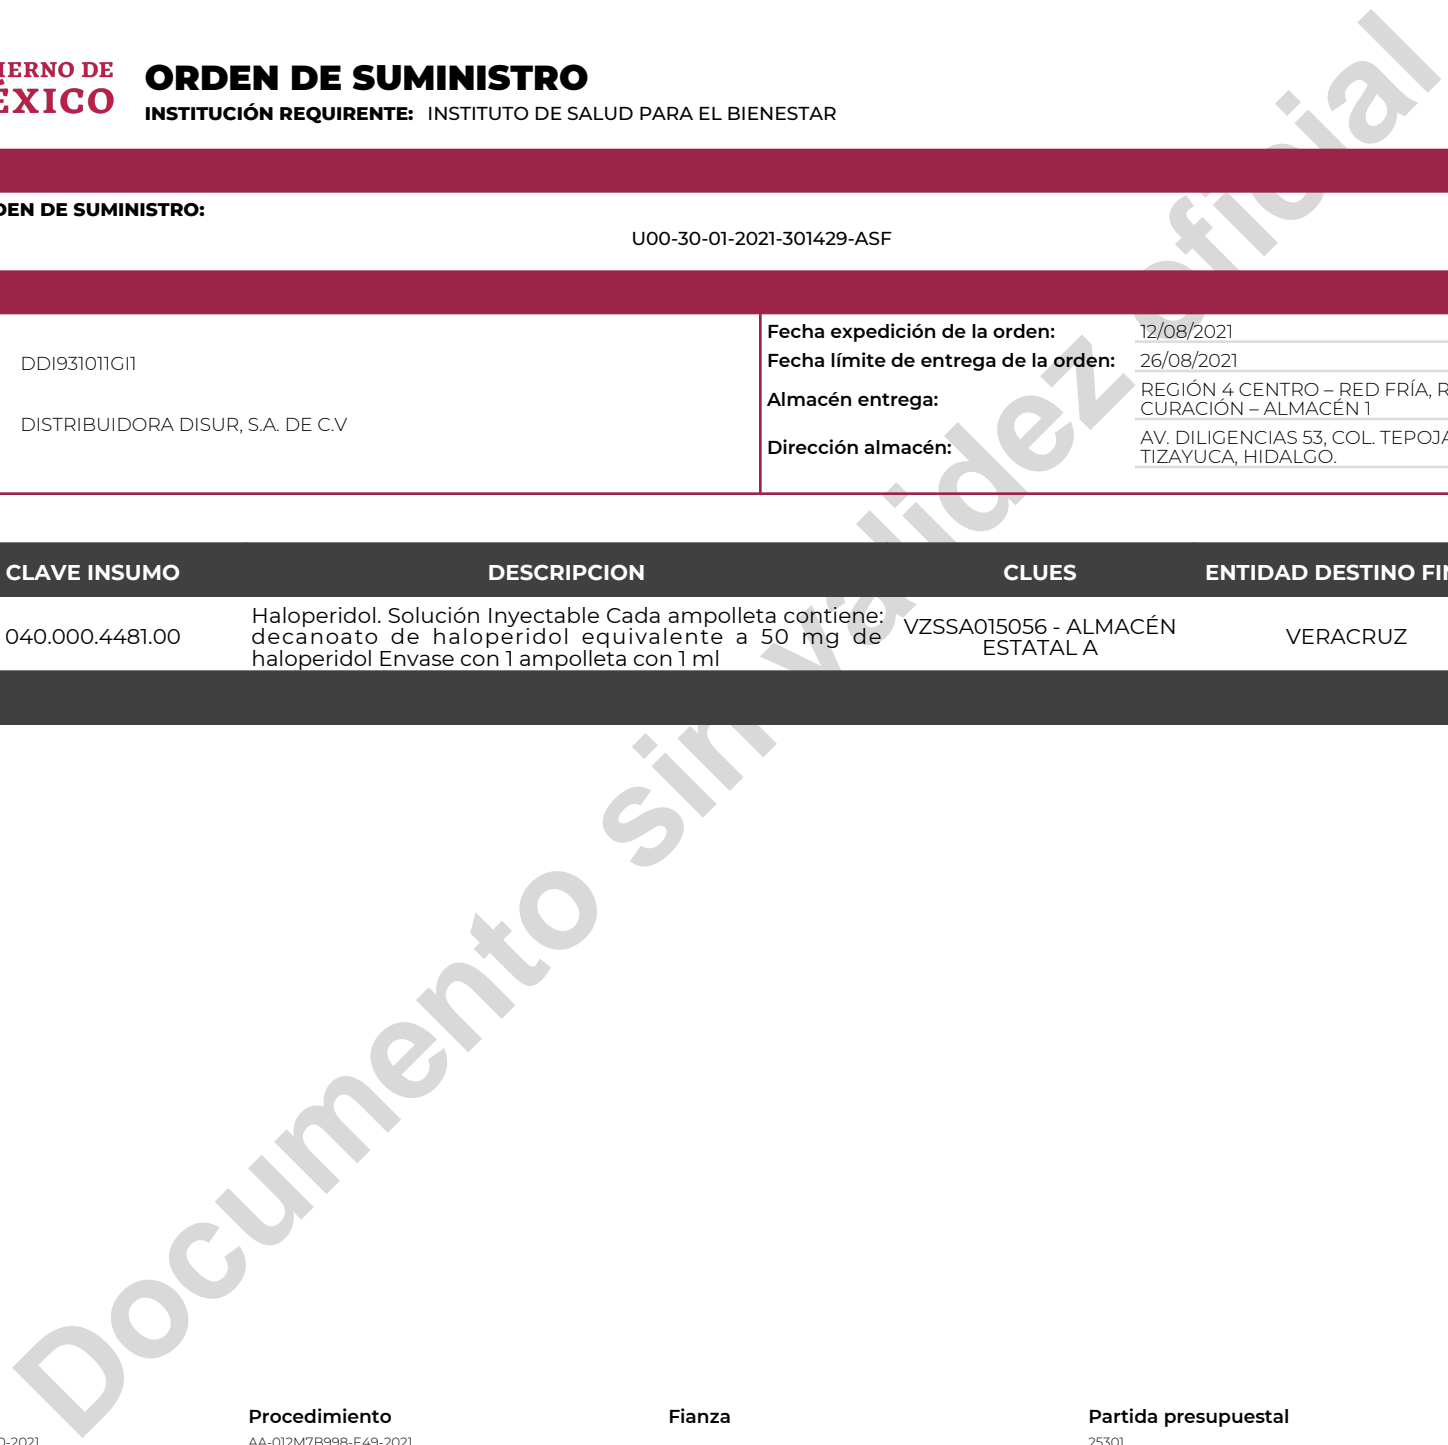 ORDEN DE SUMINISTRO
INSTITUCIÓN REQUIRENTE: INSTITUTO DE SALUD PARA EL BIENESTAR
DE
DE SUMINISTRO:
U00-30-01-2021-301429-ASF
DDI931011GI1
DISTRIBUIDORA DISUR, S.A. DE C.V
Fecha expedición de la orden: 12/08/2021
Fecha límite de entrega de la orden: 26/08/2021
Almacén entrega: REGIÓN 4 CENTRO – RED FRÍA,
CURACIÓN – ALMACÉN 1
Dirección almacén: AV. DILIGENCIAS 53, COL.
TIZAYUCA, HIDALGO.
CLAVE INSUMO DESCRIPCION CLUES ENTIDAD DESTINO
040.000.4481.00
Haloperidol. Solución Inyectable Cada ampolleta contiene:
decanoato de haloperidol equivalente a 50 mg de
haloperidol Envase con 1 ampolleta con 1 ml
VZSSA015056 - ALMACÉN
ESTATAL A
VERACRUZ
Documento sin validez oficial
Procedimiento Fianza Partida presupuestal
AA-012M7B998-E49-2021
25301